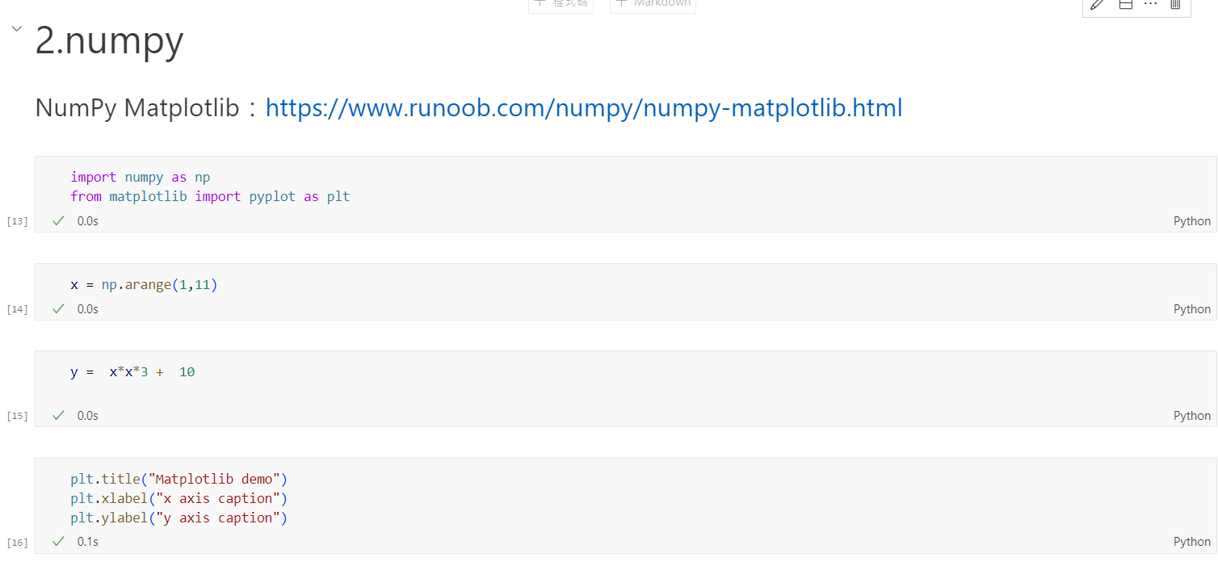 + 程式碼 + Markdown
2.numpy
NumPy Matplotlib：https://www.runoob.com/numpy/numpy-matplotlib.html
import numpy as np
from matplotlib import pyplot as plt
[13] ✓ 0.0s Python
x = np.arange(1,11)
[14] ✓ 0.0s Python
y =  x*x*3 +  10
[15] ✓ 0.0s Python
plt.title("Matplotlib demo")
plt.xlabel("x axis caption")
plt.ylabel("y axis caption")
[16] ✓ 0.1s Python